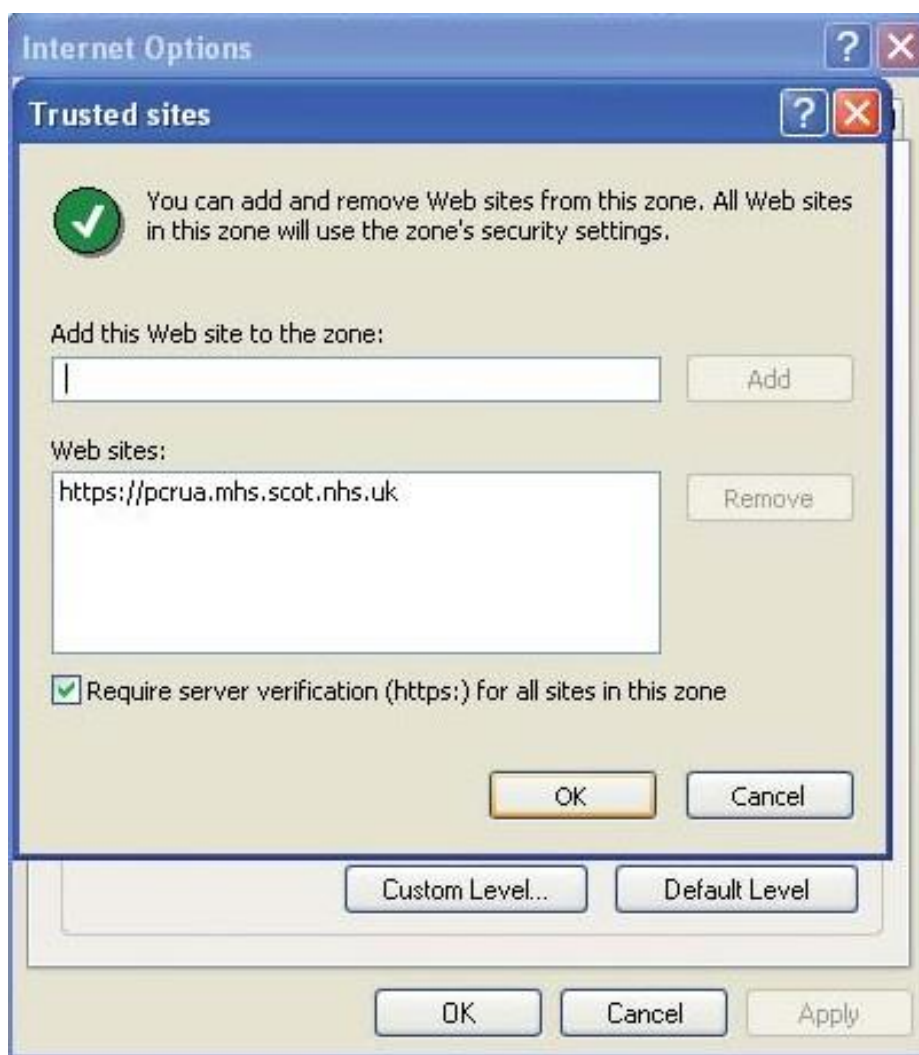 Internet Options
Trusted sites
You can add and remove Web sites from this zone. All Web sites
in this zone will use the zone's security settings.
Add this Web site to the zone:
Add
Web sites:
https://pcrua.mhs.scot.nhs.uk
Remove
Require server verification (https:) for all sites in this zone
OK Cancel
Custom Level... Default Level
OK Cancel Apply